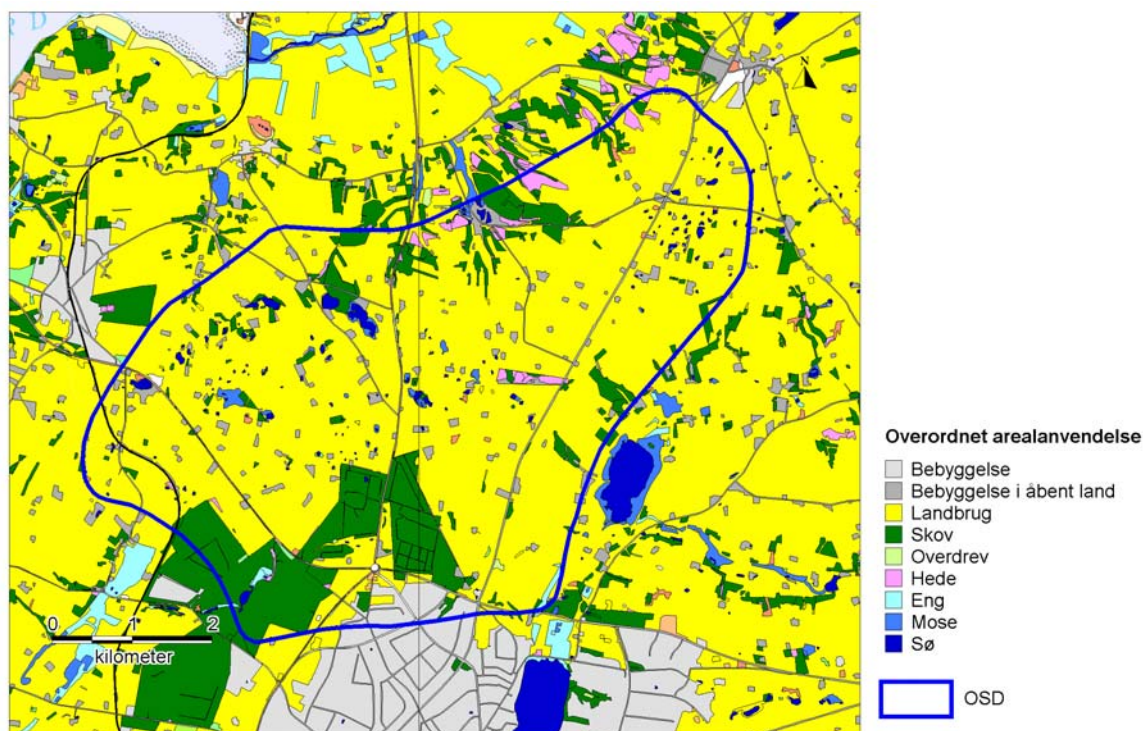 R D
N
0 1 2
kilometer
Overordnet arealanvendelse
Bebyggelse
Bebyggelse i åbent land
Landbrug
Skov
Overdrev
Hede
Eng
Mose
Sø
OSD